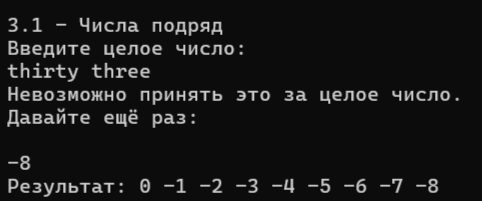 3.1 - Числа подряд
Введите целое число:
thirty three
Невозможно принять это за целое число.
Давайте ещё раз:
-8
Результат: 0 -1 -2 -3 -4 -5 -6 -7 -8